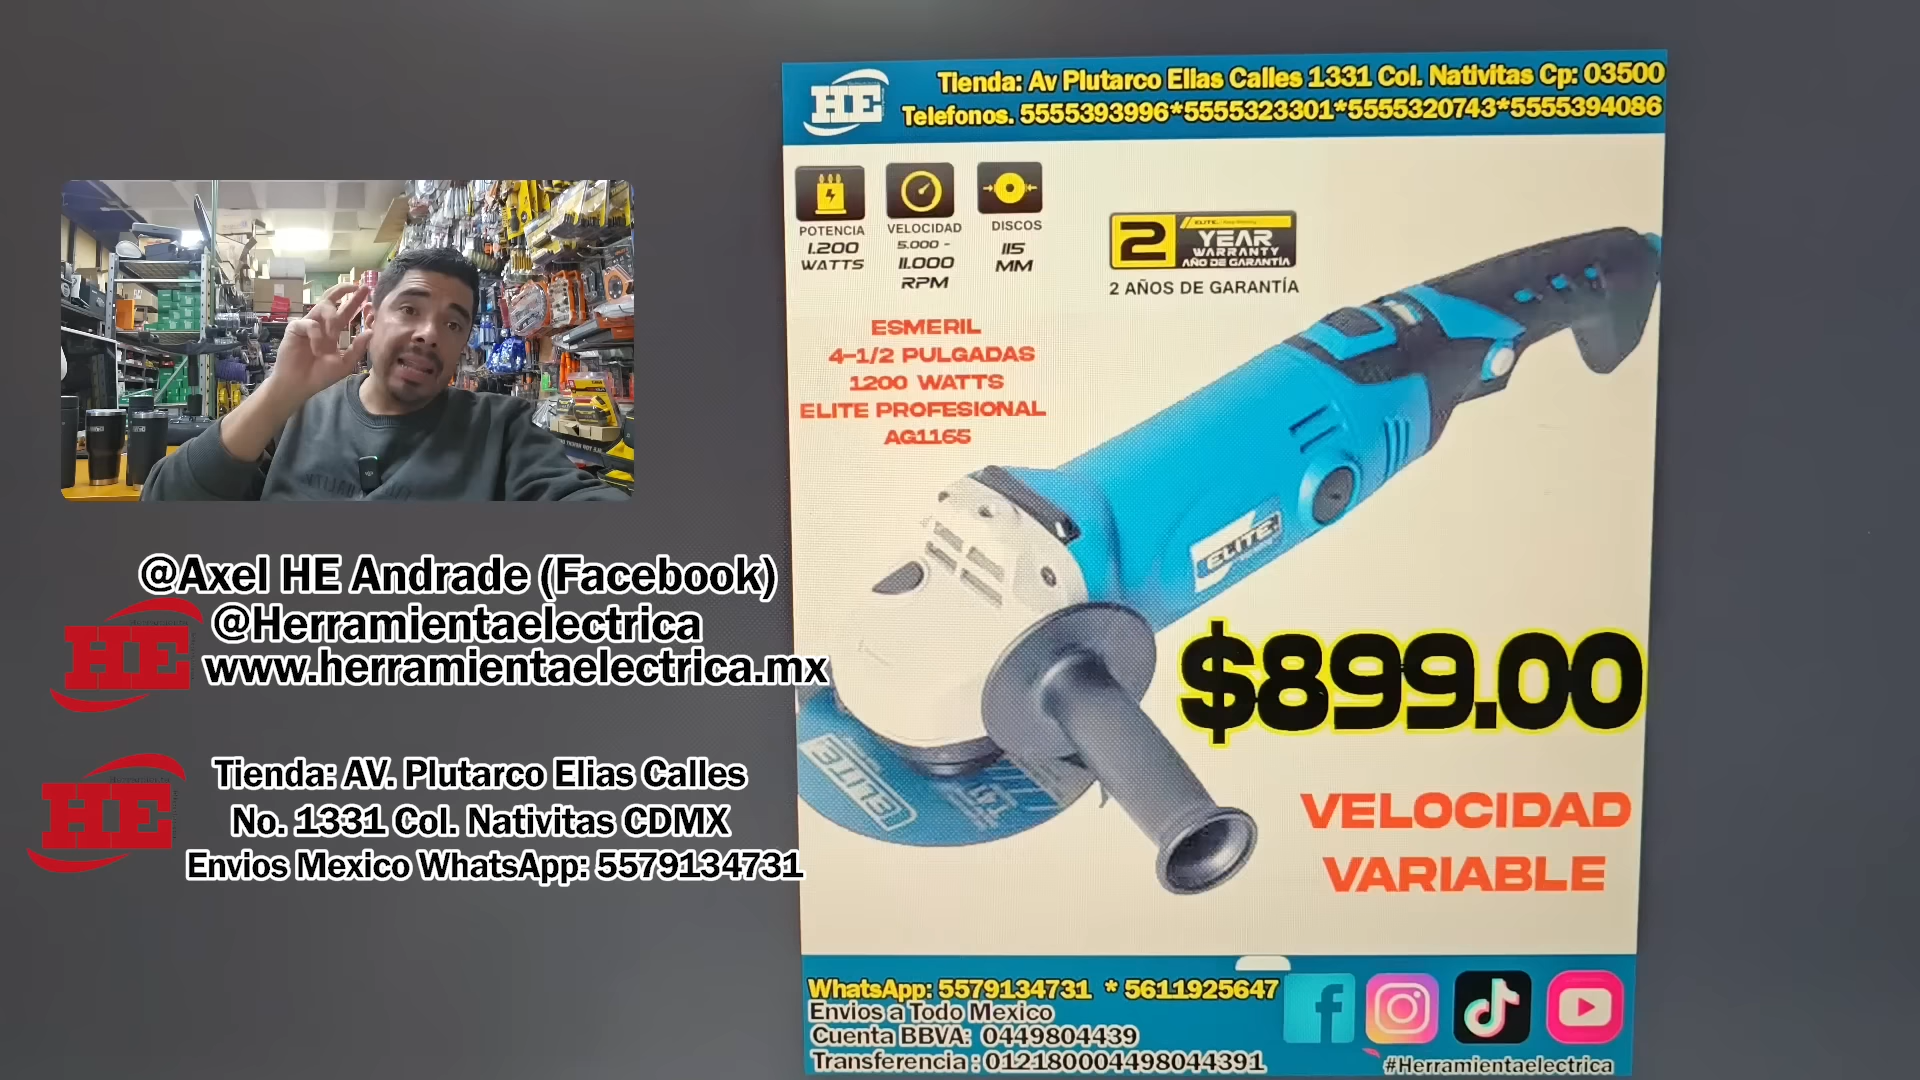 @Axel HE Andrade (Facebook)
HE
@Herramientaelectrica
www.herramientaelectrica.mx
HE
Tienda: AV. Plutarco Elias Calles
No. 1331 Col. Nativitas CDMX
Envios Mexico WhatsApp: 5579134731
HE
Tienda: Av Plutarco Elias Calles 1331 Col. Nativitas Cp: 03500
Telefonos. 5555393996*5555323301*5555320743*5555394086
POTENCIA
1.200
WATTS
VELOCIDAD
5.000 -
11.000
RPM
DISCOS
115
MM
2
ELITE
YEAR
WARRANTY
AÑO DE GARANTÍA
2 AÑOS DE GARANTÍA
ESMERIL
4-1/2 PULGADAS
1200 WATTS
ELITE PROFESIONAL
AG1165
ELITE
ELITE
$899.00
VELOCIDAD
VARIABLE
WhatsApp: 5579134731 * 5611925647
Envios a Todo Mexico
Cuenta BBVA: 0449804439
Transferencia : 012180004498044391
#Herramientaelectrica